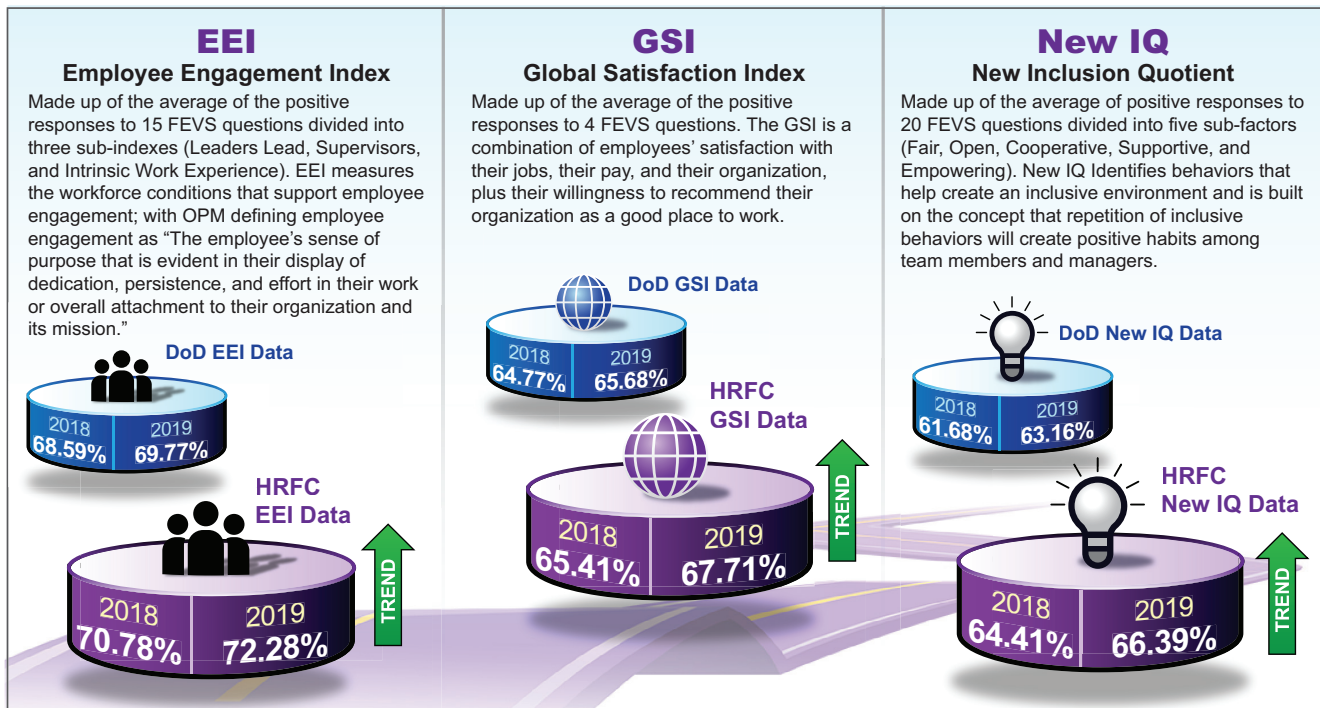 EEI
Employee Engagement Index
Made up of the average of the positive
responses to 15 FEVS questions divided into
three sub-indexes (Leaders Lead, Supervisors,
and Intrinsic Work Experience). EEI measures
the workforce conditions that support employee
engagement; with OPM defining employee
engagement as “The employee’s sense of
purpose that is evident in their display of
dedication, persistence, and effort in their work
or overall attachment to their organization and
its mission.”
DoD EEI Data
2018 2019
68.59% 69.77%
HRFC
EEI Data
2018 2019
70.78% 72.28%
TREND
GSI
Global Satisfaction Index
Made up of the average of the positive
responses to 4 FEVS questions. The GSI is a
combination of employees’ satisfaction with
their jobs, their pay, and their organization,
plus their willingness to recommend their
organization as a good place to work.
DoD GSI Data
2018 2019
64.77% 65.68%
HRFC
GSI Data
2018 2019
65.41% 67.71%
TREND
New IQ
New Inclusion Quotient
Made up of the average of positive responses to
20 FEVS questions divided into five sub-factors
(Fair, Open, Cooperative, Supportive, and
Empowering). New IQ Identifies behaviors that
help create an inclusive environment and is built
on the concept that repetition of inclusive
behaviors will create positive habits among
team members and managers.
DoD New IQ Data
2018 2019
61.68% 63.16%
HRFC
New IQ Data
2018 2019
64.41% 66.39%
TREND